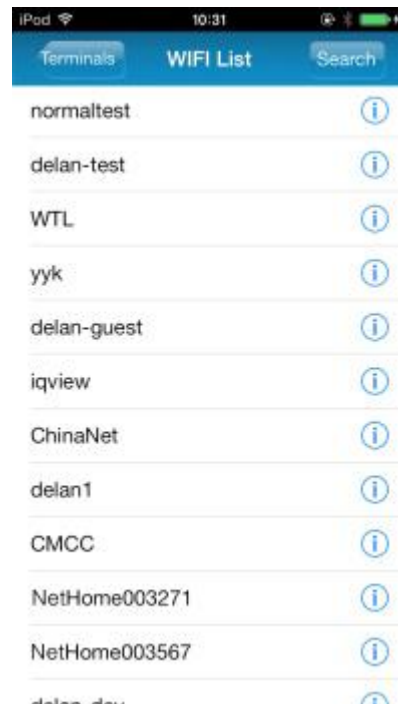 iPod 10:31
Terminals WIFI List Search
normaltest
delan-test
WTL
yyk
delan-guest
iqview
ChinaNet
delan1
CMCC
NetHome003271
NetHome003567